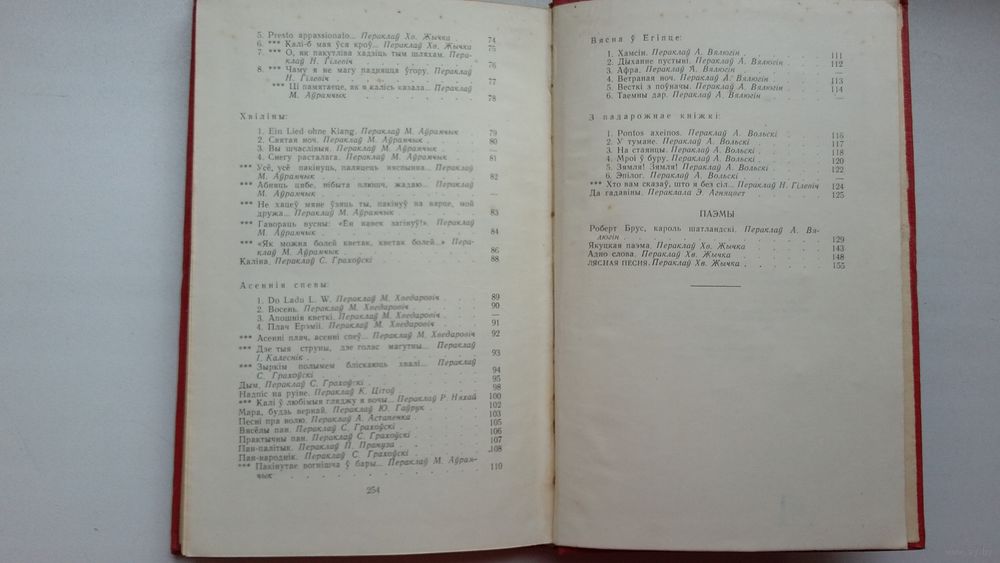 5. Presto appassionato... Пераклаў Хв. Жычка 74
6. *** Калі-б мая ўся кроў... Пераклаў Хв. Жычка 75
7. *** О, як пакутліва хадзіць тым шляхам. Пера-
клаў Н. Гілевіч . . . 76
8. *** Чаму я не магу падняцца ўгору. Пераклаў
Н. Гілевіч . . . 77
*** Ці памятаеце, як я калісь казала... Пераклаў
М. Аўрамчык . . . 78
Хвіліны:
1. Ein Lied ohne Klang. Пераклаў М. Аўрамчык . 79
2. Святая ноч. Пераклаў М. Аўрамчык . . 80
3. Вы шчаслівыя. Пераклаў М. Аўрамчык . . —
4. Снегу расталага. Пераклаў М. Аўрамчык . 81
*** Усё, усё пакінуць, паляцець Пераклаў
М. Аўрамчык . . . 82
*** Абвіць цябе, нібыта плюшч, жадаю... Пераклаў
М. Аўрамчык . . . —
*** Не хацеў мяне ўзяць ты, пакінуў на варце, мой
дружа... Пераклаў М. Аўрамчык . . . 83
*** Гавораць вусны: «Ён навек загінуў!». Пераклаў
М. Аўрамчык . . . 84
*** «Як можна болей кветак, кветак болей...» Пера-
клаў М. Аўрамчык . . . 86
Каліна. Пераклаў С. Грахоўскі . . . 88
Асеннія спевы:
1. Do Ladu L. W. Пераклаў М. Хведаровіч . . 89
2. Восень. Пераклаў М. Хведаровіч . . 90
3. Апошнія кветкі. Пераклаў М. Хведаровіч . —
4. Плач Ерэміі. Пераклаў М. Хведаровіч . . 91
*** Асенні плач, асенні спеў... Пераклаў М. Хведаровіч 92
*** Дзе тыя струны, дзе голас магутны... Пераклаў
І. Калеснік . . . 93
*** Зыркім полымем бліскаюць хвалі... Пераклаў
С. Грахоўскі . . . 94
Дым. Пераклаў С. Грахоўскі . . . 95
Надпіс на руіне. Пераклаў К. Цітоў . . . 98
*** Калі ў любімыя гляджу я вочы... Пераклаў Р. Няхай 100
Мара, будзь вернай. Пераклаў Ю. Гаўрук . . 102
Песні пра волю. Пераклаў А. Астапенка . . 103
Вясёлы пан. Пераклаў С. Грахоўскі . . 105
Практычны пан. Пераклаў С. Грахоўскі . . 106
Пан-палітык. Пераклаў П. Прануза . . 107
Пан-народнік. Пераклаў С. Грахоўскі . . 108
*** Пакінутае вогнішча ў бары... Пераклаў М. Аўрам-
чык . . . 110
254
Вясна ў Егіпце:
1. Хамсін. Пераклаў А. Вялюгін . . . 111
2. Дыханне пустыні. Пераклаў А. Вялюгін . . 112
3. Афра. Пераклаў А. Вялюгін . . . —
4. Ветраная ноч. Пераклаў А. Вялюгін . . 113
5. Весткі з поўначы. Пераклаў А. Вялюгін . . 114
6. Таемны дар. Пераклаў А. Вялюгін . . —
З падарожнае кніжкі:
1. Pontos axeinos. Пераклаў А. Вольскі . . 116
2. У тумане. Пераклаў А. Вольскі . . 117
3. На стаянцы. Пераклаў А. Вольскі . . 118
4. Мроі ў буру. Пераклаў А. Вольскі . . 120
5. Зямля! Зямля! Пераклаў А. Вольскі . . 122
6. Эпілог. Пераклаў А. Вольскі . . —
*** Хто вам сказаў, што я без сіл... Пераклаў Н. Гілевіч 124
Да гадавіны. Пераклала Э. Агняцвет . . 125
ПАЭМЫ
Роберт Брус, кароль шатландскі. Пераклаў А. Вя-
люгін . . . 129
Якуцкая паэма. Пераклаў Хв. Жычка . . 143
Адно слова. Пераклаў Хв. Жычка . . 148
ЛЯСНАЯ ПЕСНЯ. Пераклаў Хв. Жычка . . 155